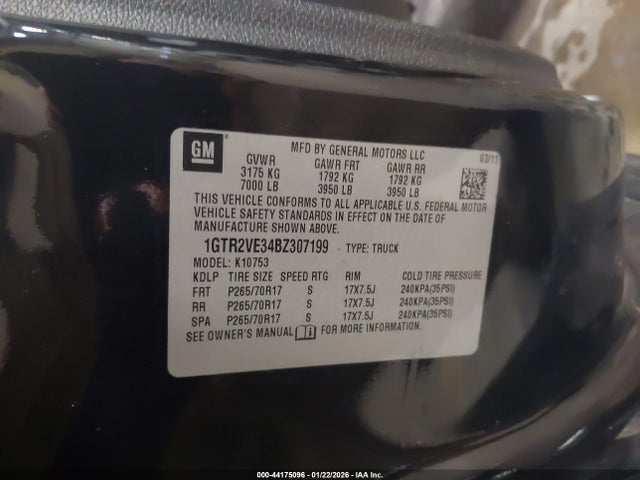 GM
MFD BY GENERAL MOTORS LLC
03/11
GVWR GAWR FRT GAWR RR
3175 KG 1792 KG 1792 KG
7000 LB 3950 LB 3950 LB
THIS VEHICLE CONFORMS TO ALL APPLICABLE U.S. FEDERAL MOTOR
VEHICLE SAFETY STANDARDS IN EFFECT ON THE DATE OF
MANUFACTURE SHOWN ABOVE.
1GTR2VE34BZ307199 TYPE: TRUCK
MODEL: K10753
KDLP TIRE SIZE SPEED RTG RIM COLD TIRE PRESSURE
FRT P265/70R17 S 17X7.5J 240KPA(35PSI)
RR P265/70R17 S 17X7.5J 240KPA(35PSI)
SPA P265/70R17 S 17X7.5J 240KPA(35PSI)
SEE OWNER'S MANUAL FOR MORE INFORMATION.
000-44175096 - 01/22/2026 - © IAA Inc.